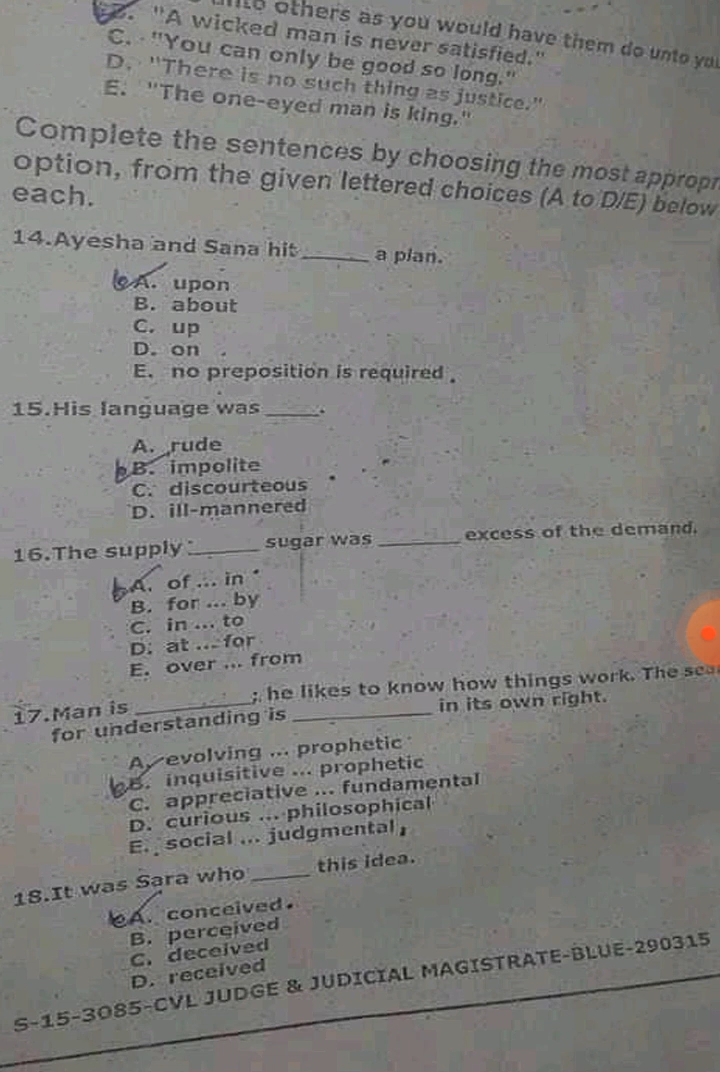 others as you would have them do unto you
B. "A wicked man is never satisfied."
C. "You can only be good so long."
D. "There is no such thing as justice."
E. "The one-eyed man is king."
Complete the sentences by choosing the most appropr
option, from the given lettered choices (A to D/E) below
each.
14.Ayesha and Sana hit ______ a plan.
A. upon
B. about
C. up
D. on
E. no preposition is required
15.His language was _____.
A. rude
B. impolite
C. discourteous
D. ill-mannered
16.The supply ______ sugar was ______ excess of the demand.
A. of ... in
B. for ... by
C. in ... to
D. at ... for
E. over ... from
17.Man is ________; he likes to know how things work. The sea
for understanding is __________ in its own right.
A. evolving ... prophetic
B. inquisitive ... prophetic
C. appreciative ... fundamental
D. curious ... philosophical
E. social ... judgmental
18.It was Sara who _____ this idea.
A. conceived
B. perceived
C. deceived
D. received
S-15-3085-CVL JUDGE & JUDICIAL MAGISTRATE-BLUE-290315